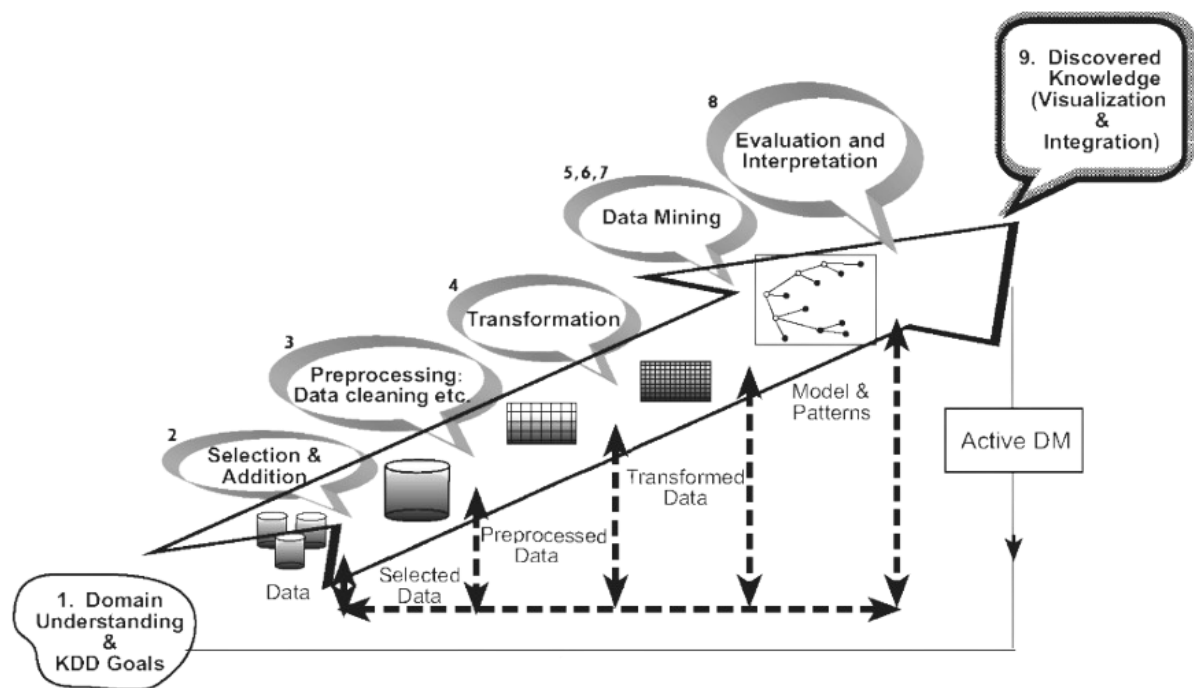 9. Discovered
Knowledge
(Visualization
&
Integration)
8
Evaluation and
Interpretation
5, 6, 7
Data Mining
4
Transformation
3
Preprocessing:
Data cleaning etc.
2
Selection &
Addition
Model &
Patterns
Active DM
Transformed
Data
Preprocessed
Data
Selected
Data
Data
1. Domain
Understanding
&
KDD Goals